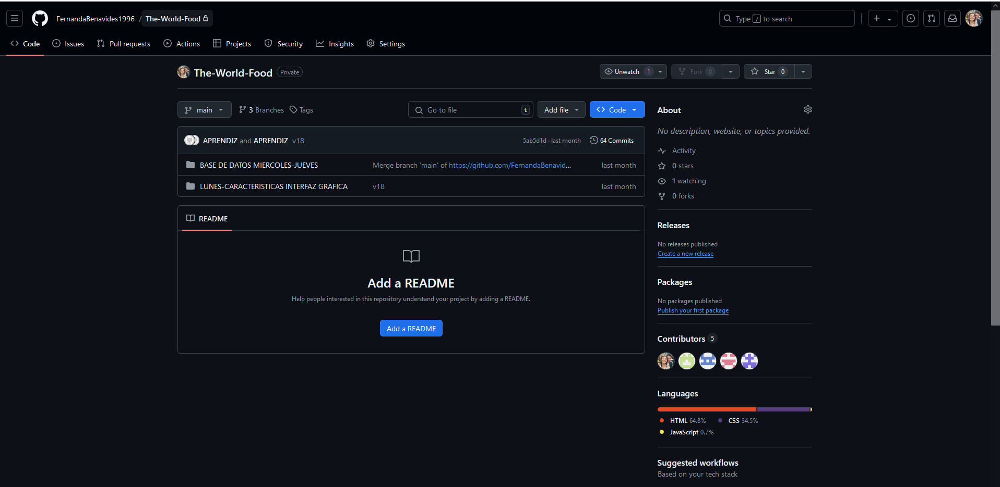 FernandaBenavides1996 / The-World-Food
Type / to search
Code Issues Pull requests Actions Projects Security Insights Settings
The-World-Food Private
Unwatch 1 Fork 0 Star 0
main 3 Branches Tags
Go to file t Add file Code
APRENDIZ and APRENDIZ v18 5ab5d1d · last month 64 Commits
BASE DE DATOS MIERCOLES-JUEVES Merge branch 'main' of https://github.com/FernandaBenavid... last month
LUNES-CARACTERISTICAS INTERFAZ GRAFICA v18 last month
README
Add a README
Help people interested in this repository understand your project by adding a README.
Add a README
About
No description, website, or topics provided.
Activity
0 stars
1 watching
0 forks
Releases
No releases published
Create a new release
Packages
No packages published
Publish your first package
Contributors 5
Languages
HTML 64.8% CSS 34.5%
JavaScript 0.7%
Suggested workflows
Based on your tech stack